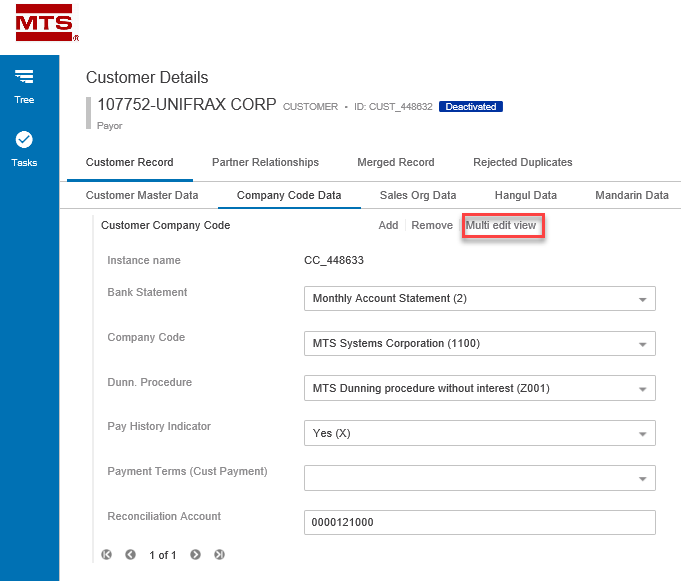 MTS
®
Customer Details
Tree
107752-UNIFRAX CORP CUSTOMER • ID: CUST_448632 Deactivated
Payor
Tasks
Customer Record Partner Relationships Merged Record Rejected Duplicates
Customer Master Data Company Code Data Sales Org Data Hangul Data Mandarin Data
Customer Company Code Add Remove Multi edit view
Instance name CC_448633
Bank Statement Monthly Account Statement (2)
Company Code MTS Systems Corporation (1100)
Dunn. Procedure MTS Dunning procedure without interest (Z001)
Pay History Indicator Yes (X)
Payment Terms (Cust Payment)
Reconciliation Account 0000121000
1 of 1